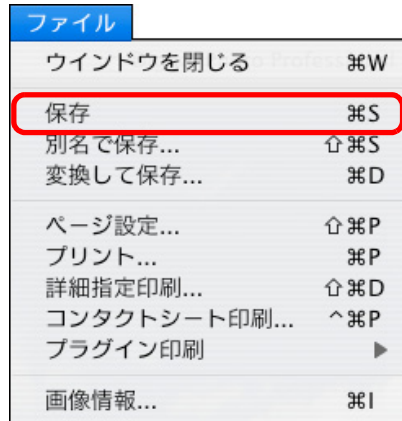 ファイル
ウインドウを閉じる ⌘W
保存 ⌘S
別名で保存... ⇧⌘S
変換して保存... ⌘D
ページ設定... ⇧⌘P
プリント... ⌘P
詳細指定印刷... ⇧⌘D
コンタクトシート印刷... ^⌘P
プラグイン印刷 ▶
画像情報... ⌘I